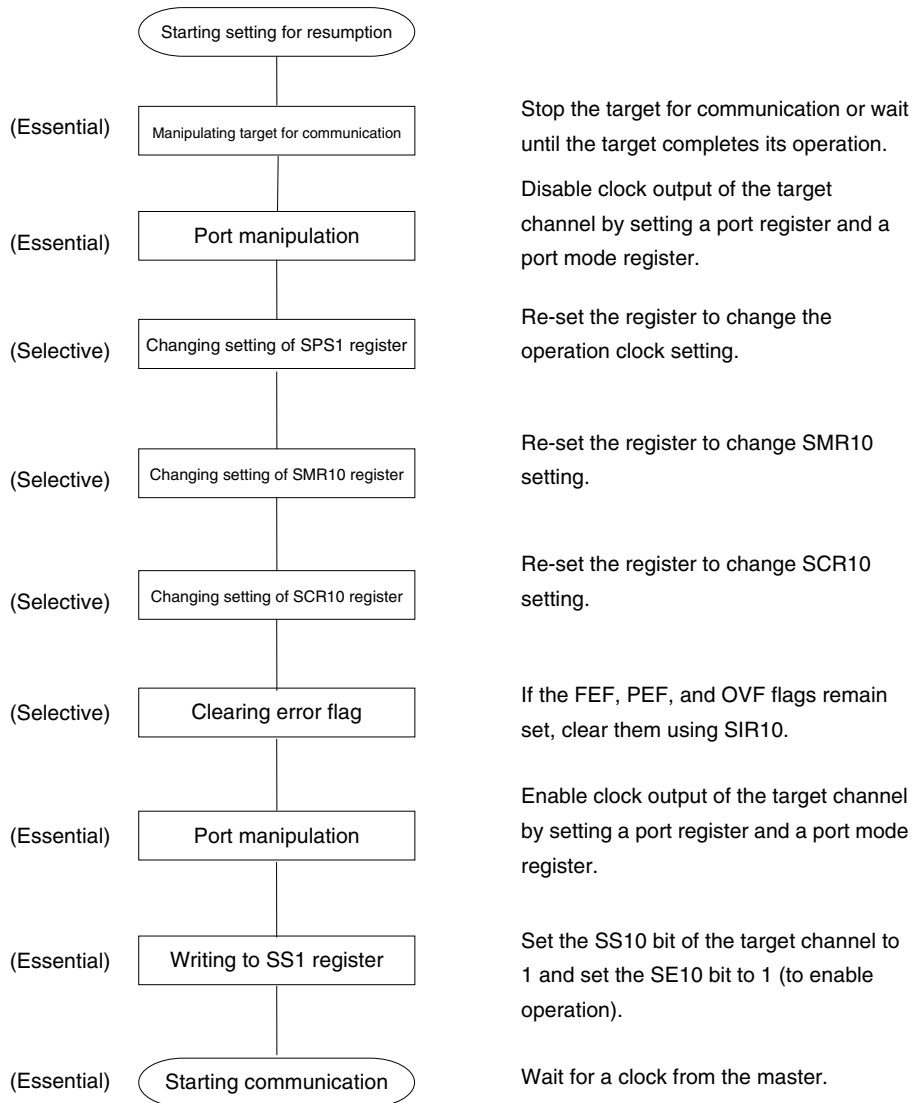 Starting setting for resumption
(Essential)
Manipulating target for communication
Stop the target for communication or wait
until the target completes its operation.
(Essential)
Port manipulation
Disable clock output of the target
channel by setting a port register and a
port mode register.
(Selective)
Changing setting of SPS1 register
Re-set the register to change the
operation clock setting.
(Selective)
Changing setting of SMR10 register
Re-set the register to change SMR10
setting.
(Selective)
Changing setting of SCR10 register
Re-set the register to change SCR10
setting.
(Selective)
Clearing error flag
If the FEF, PEF, and OVF flags remain
set, clear them using SIR10.
(Essential)
Port manipulation
Enable clock output of the target channel
by setting a port register and a port mode
register.
(Essential)
Writing to SS1 register
Set the SS10 bit of the target channel to
1 and set the SE10 bit to 1 (to enable
operation).
(Essential)
Starting communication
Wait for a clock from the master.